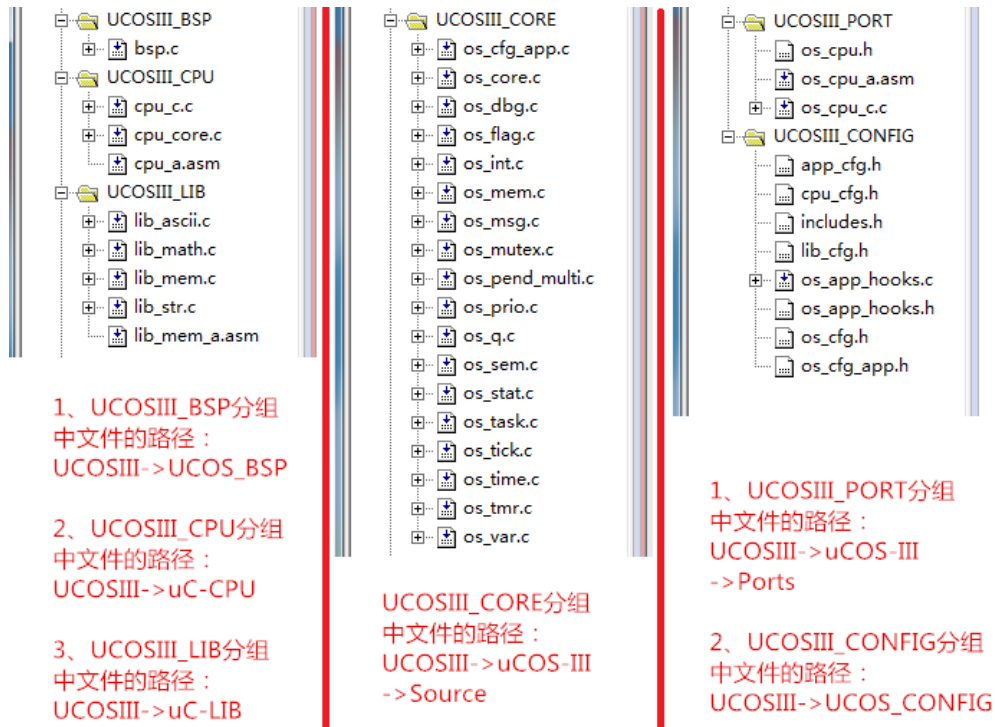 UCOSIII_BSP
bsp.c
UCOSIII_CPU
cpu_c.c
cpu_core.c
cpu_a.asm
UCOSIII_LIB
lib_ascii.c
lib_math.c
lib_mem.c
lib_str.c
lib_mem_a.asm
1、UCOSIII_BSP分组
中文件的路径：
UCOSIII->UCOS_BSP
2、UCOSIII_CPU分组
中文件的路径：
UCOSIII->uC-CPU
3、UCOSIII_LIB分组
中文件的路径：
UCOSIII->uC-LIB
UCOSIII_CORE
os_cfg_app.c
os_core.c
os_dbg.c
os_flag.c
os_int.c
os_mem.c
os_msg.c
os_mutex.c
os_pend_multi.c
os_prio.c
os_q.c
os_sem.c
os_stat.c
os_task.c
os_tick.c
os_time.c
os_tmr.c
os_var.c
UCOSIII_CORE分组
中文件的路径：
UCOSIII->uCOS-III
->Source
UCOSIII_PORT
os_cpu.h
os_cpu_a.asm
os_cpu_c.c
UCOSIII_CONFIG
app_cfg.h
cpu_cfg.h
includes.h
lib_cfg.h
os_app_hooks.c
os_app_hooks.h
os_cfg.h
os_cfg_app.h
1、UCOSIII_PORT分组
中文件的路径：
UCOSIII->uCOS-III
->Ports
2、UCOSIII_CONFIG分组
中文件的路径：
UCOSIII->UCOS_CONFIG